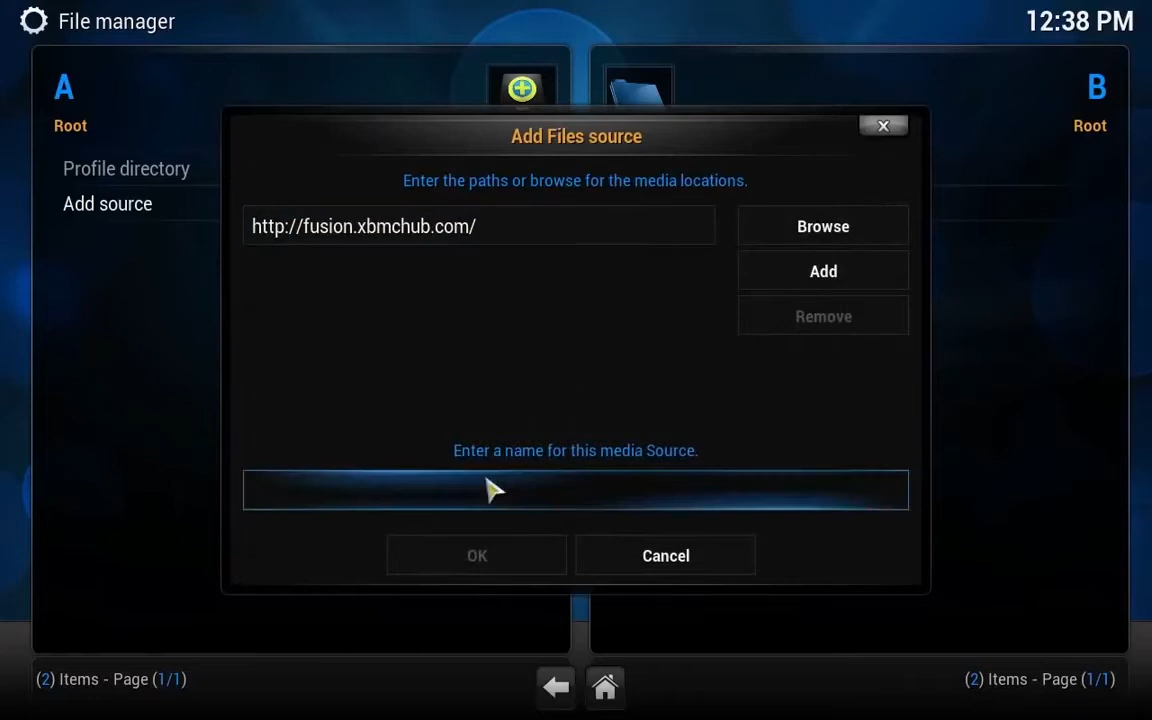 File manager
12:38 PM
A
B
Root
Root
Add Files source
x
Profile directory
Enter the paths or browse for the media locations.
Add source
http://fusion.xbmchub.com/
Browse
Add
Remove
Enter a name for this media Source.
OK
Cancel
(2) Items - Page (1/1)
(2) Items - Page (1/1)